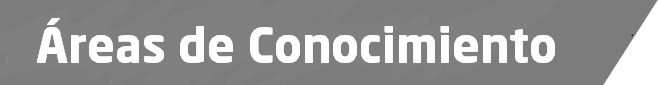 Áreas de Conocimiento